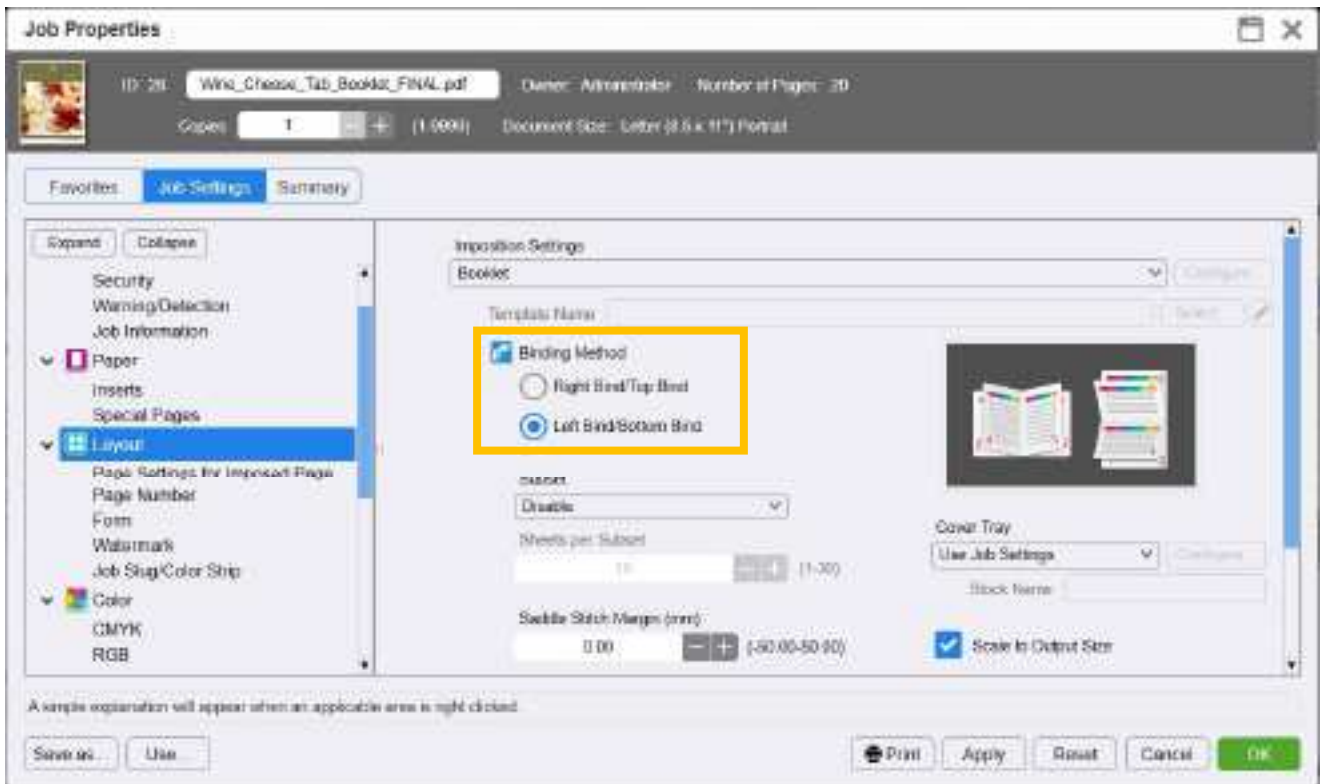 Job Properties
ID: 26 Wine_Cheese_Tab_Booklet_FINAL.pdf Owner: Administrator Number of Pages: 20
Copies: 1 (1-9999) Document Size: Letter (8.5 x 11") Portrait
Favorites Job Settings Summary
Expand Collapse
Security
Warning/Detection
Job Information
Paper
Inserts
Special Pages
Layout
Page Settings for Imposed Page
Page Number
Form
Watermark
Job Slug/Color Strip
Color
CMYK
RGB
Imposition Settings
Booklet Configure...
Template Name Select...
Binding Method
Right Bind/Top Bind
Left Bind/Bottom Bind
Subset
Disable
Sheets per Subset
(1-30)
Saddle Stitch Margin (mm)
0.00 (-50.00-50.00)
Cover Tray
Use Job Settings Configure...
Stock Name
Scale to Output Size
A simple explanation will appear when an applicable area is right clicked.
Save as... Use... Print Apply Reset Cancel OK